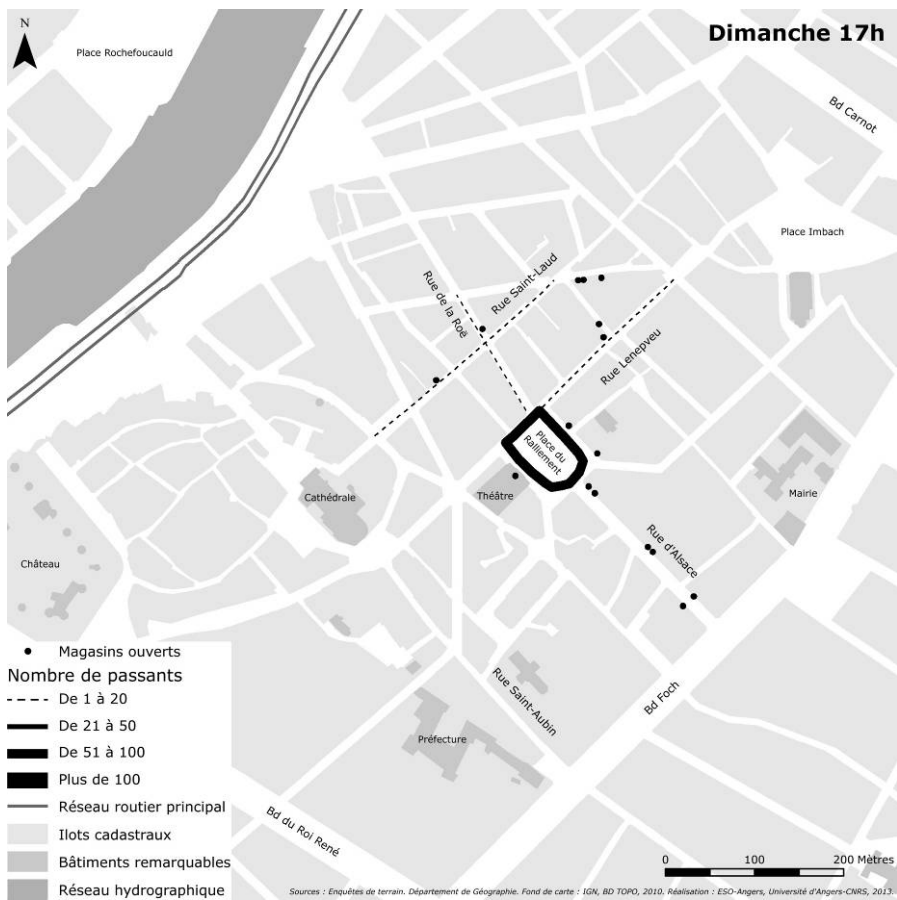 N
Dimanche 17h
Place Rochefoucauld
Bd Carnot
Place Imbach
Rue Saint-Laud
Rue de la Roë
Rue Lenepveu
Place du
Ralliement
Cathédrale
Théâtre
Mairie
Château
Rue d'Alsace
Rue Saint-Aubin
Bd Foch
Préfecture
Bd du Roi René
Magasins ouverts
Nombre de passants
De 1 à 20
De 21 à 50
De 51 à 100
Plus de 100
Réseau routier principal
Ilots cadastraux
Bâtiments remarquables
Réseau hydrographique
0 100 200 Mètres
Sources : Enquêtes de terrain. Département de Géographie. Fond de carte : IGN, BD TOPO, 2010. Réalisation : ESO-Angers, Université d'Angers-CNRS, 2013.